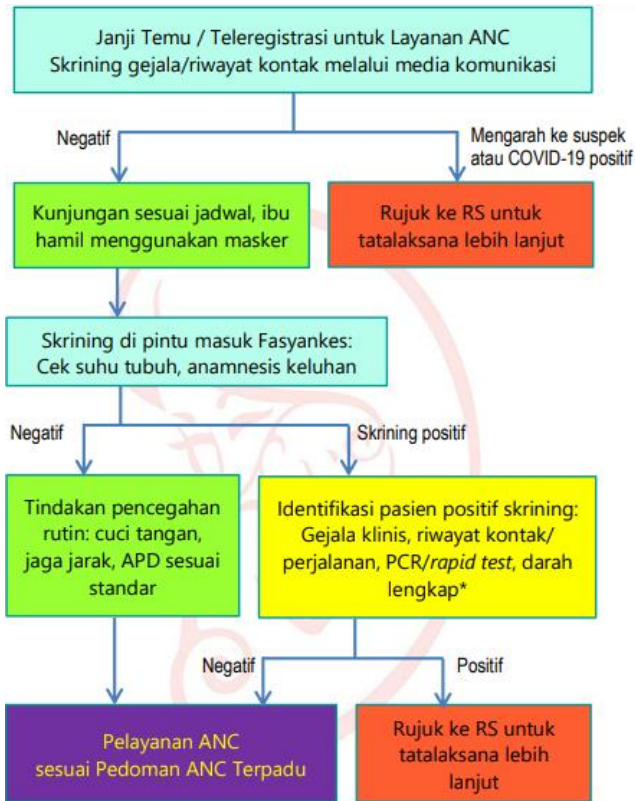 Janji Temu / Teleregistrasi untuk Layanan ANC
Skrining gejala/riwayat kontak melalui media komunikasi
Negatif
Mengarah ke suspek
atau COVID-19 positif
Kunjungan sesuai jadwal, ibu
hamil menggunakan masker
Rujuk ke RS untuk
tatalaksana lebih lanjut
Skrining di pintu masuk Fasyankes:
Cek suhu tubuh, anamnesis keluhan
Negatif
Skrining positif
Tindakan pencegahan
rutin: cuci tangan,
jaga jarak, APD sesuai
standar
Identifikasi pasien positif skrining:
Gejala klinis, riwayat kontak/
perjalanan, PCR/rapid test, darah
lengkap*
Negatif
Positif
Pelayanan ANC
sesuai Pedoman ANC Terpadu
Rujuk ke RS untuk
tatalaksana lebih
lanjut